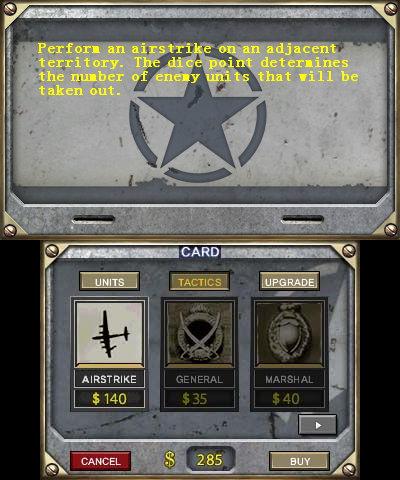 Perform an airstrike on an adjacent
territory. The dice point determines
the number of enemy units that will be
taken out.
CARD
UNITS
TACTICS
UPGRADE
AIRSTRIKE
GENERAL
MARSHAL
$ 140
$ 35
$ 40
CANCEL
$ 285
BUY